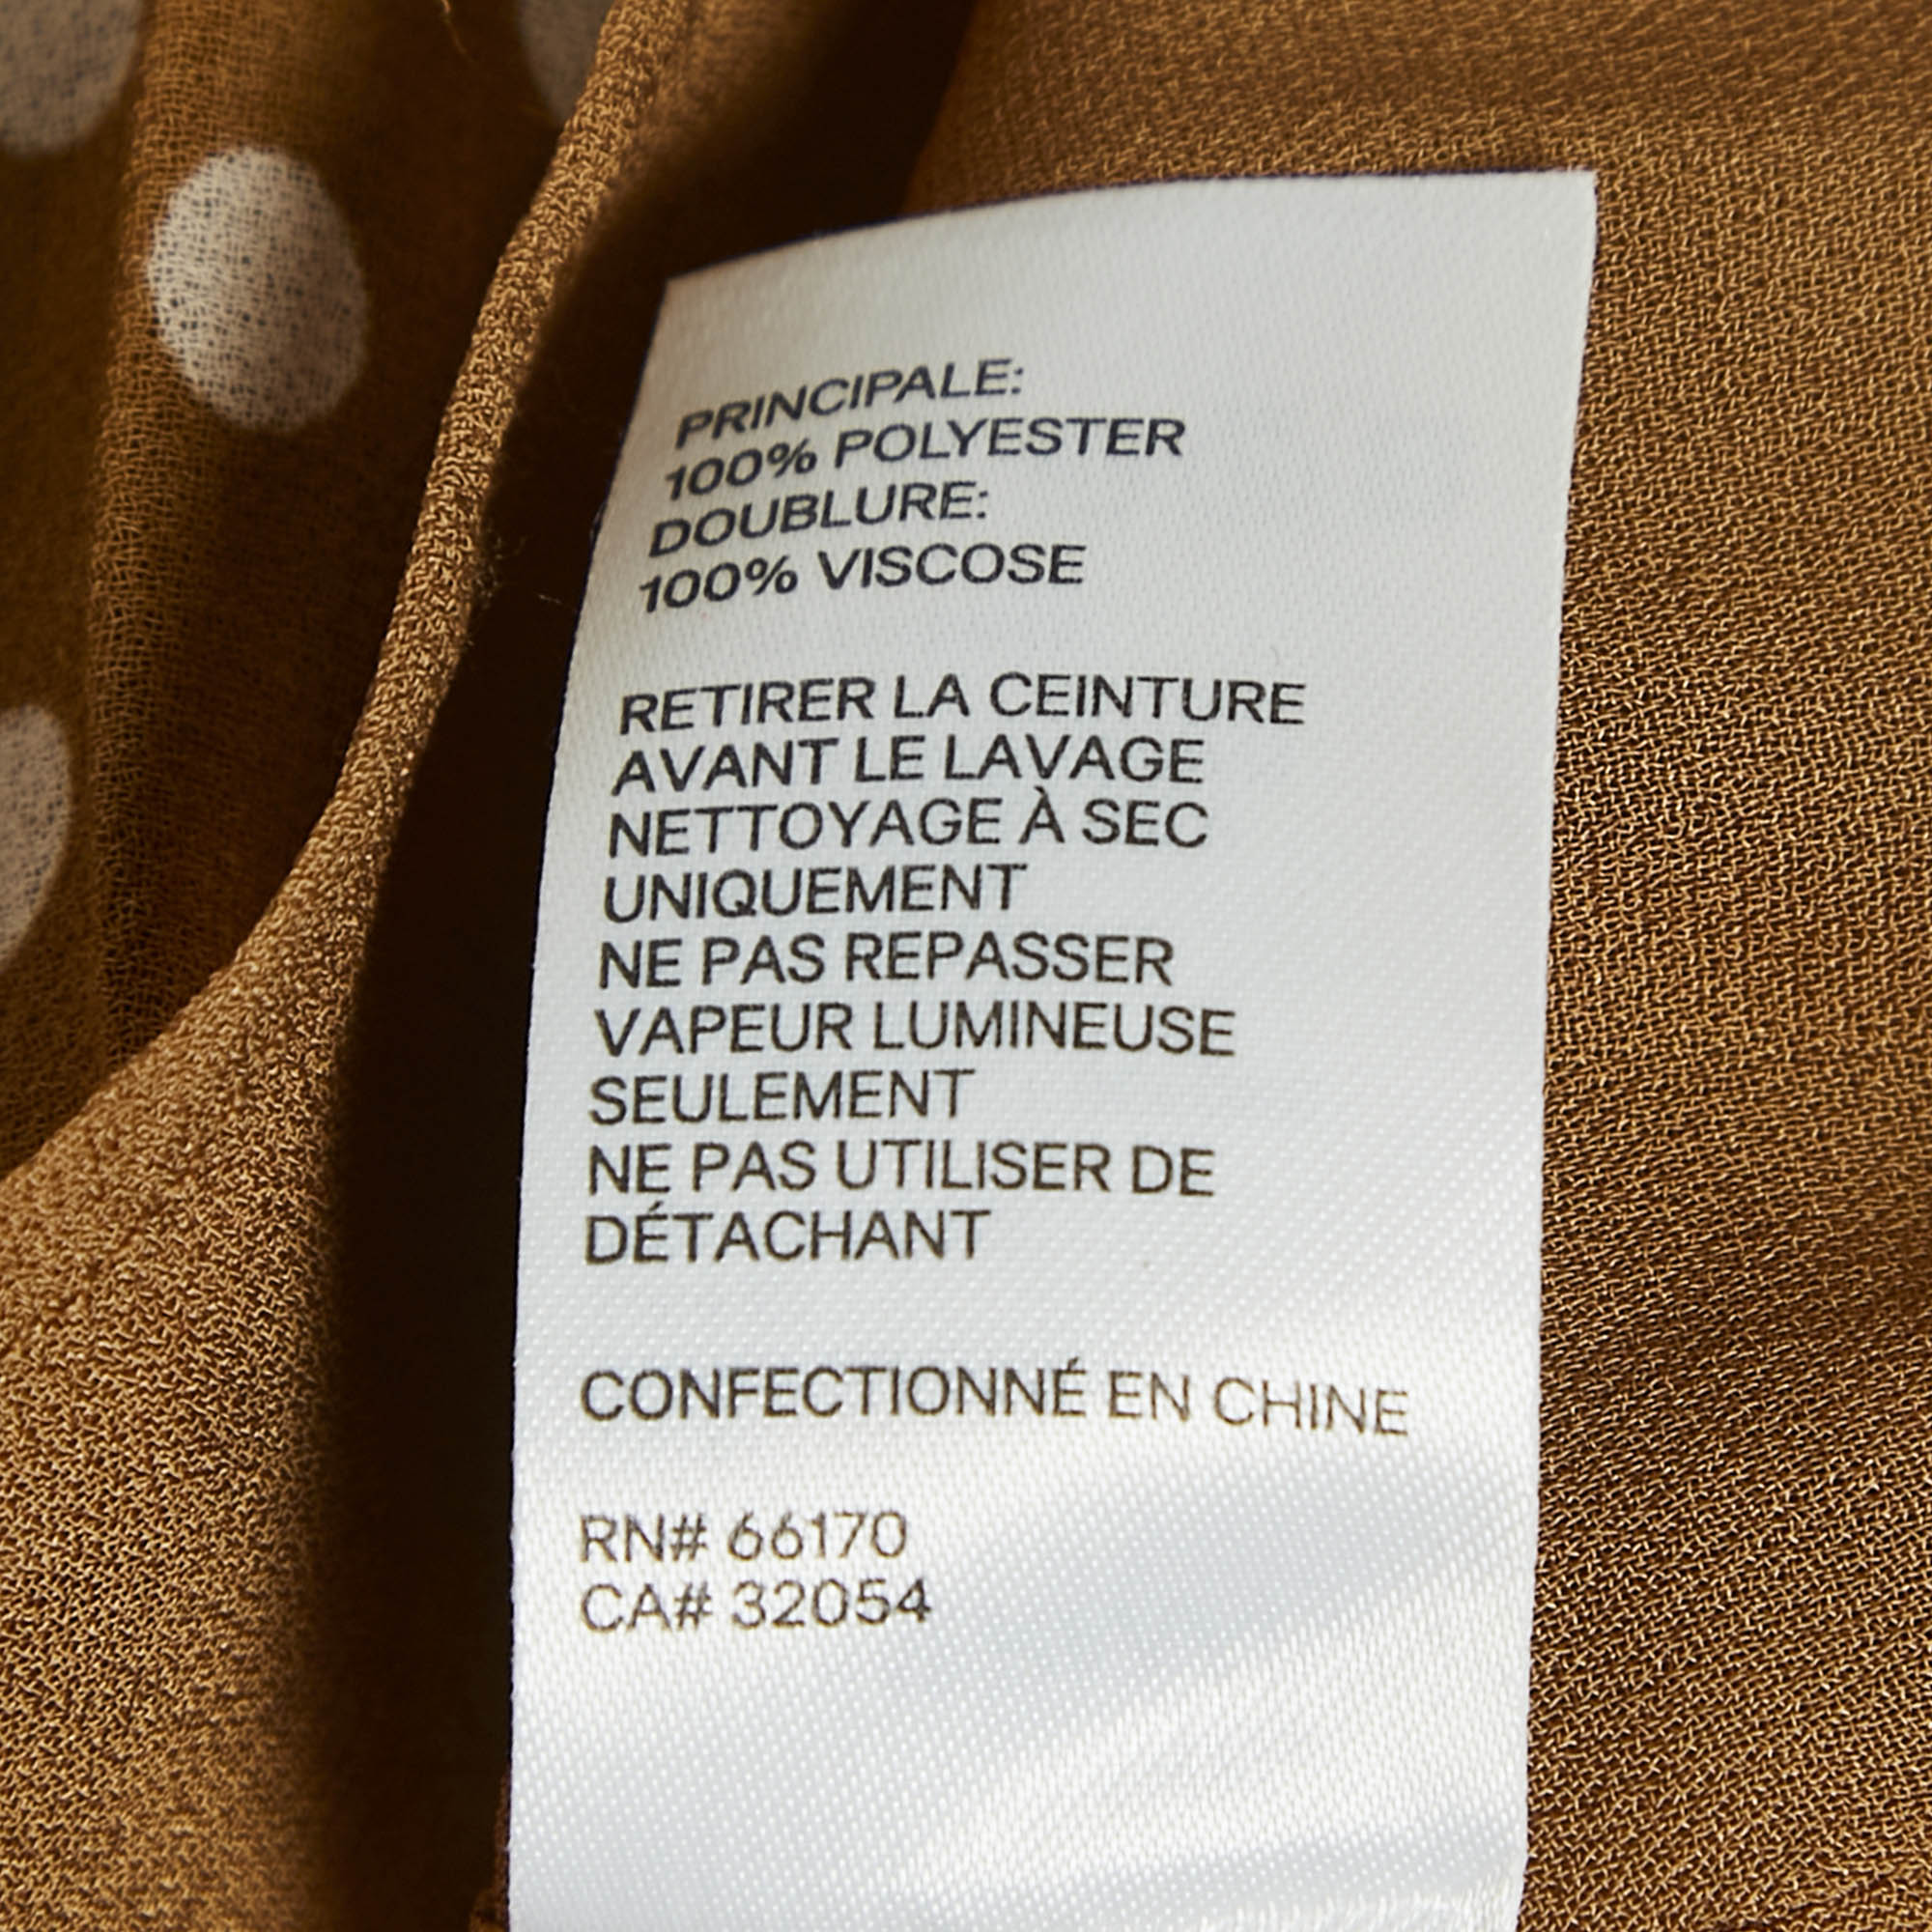 PRINCIPALE:
100% POLYESTER
DOUBLURE:
100% VISCOSE
RETIRER LA CEINTURE
AVANT LE LAVAGE
NETTOYAGE À SEC
UNIQUEMENT
NE PAS REPASSER
VAPEUR LUMINEUSE
SEULEMENT
NE PAS UTILISER DE
DÉTACHANT
CONFECTIONNÉ EN CHINE
RN# 66170
CA# 32054